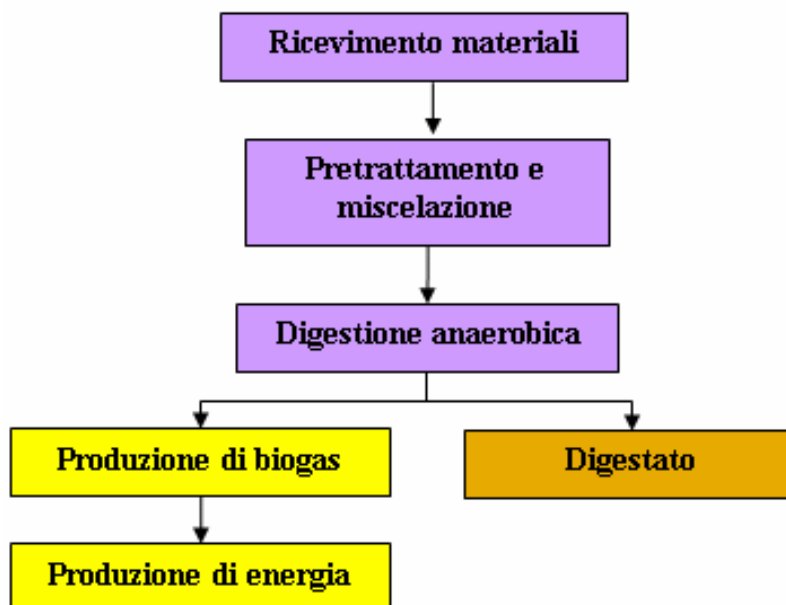 Ricevimento materiali
Pretrattamento e
miscelazione
Digestione anaerobica
Produzione di biogas
Digestato
Produzione di energia